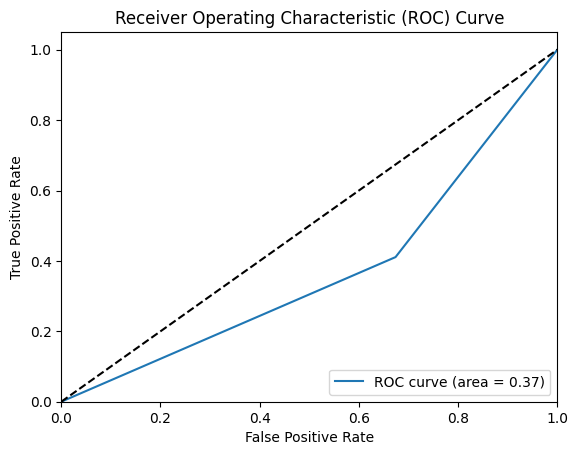 Receiver Operating Characteristic (ROC) Curve
1.0
0.8
0.6
0.4
0.2
0.0
True Positive Rate
ROC curve (area = 0.37)
0.0 0.2 0.4 0.6 0.8 1.0
False Positive Rate